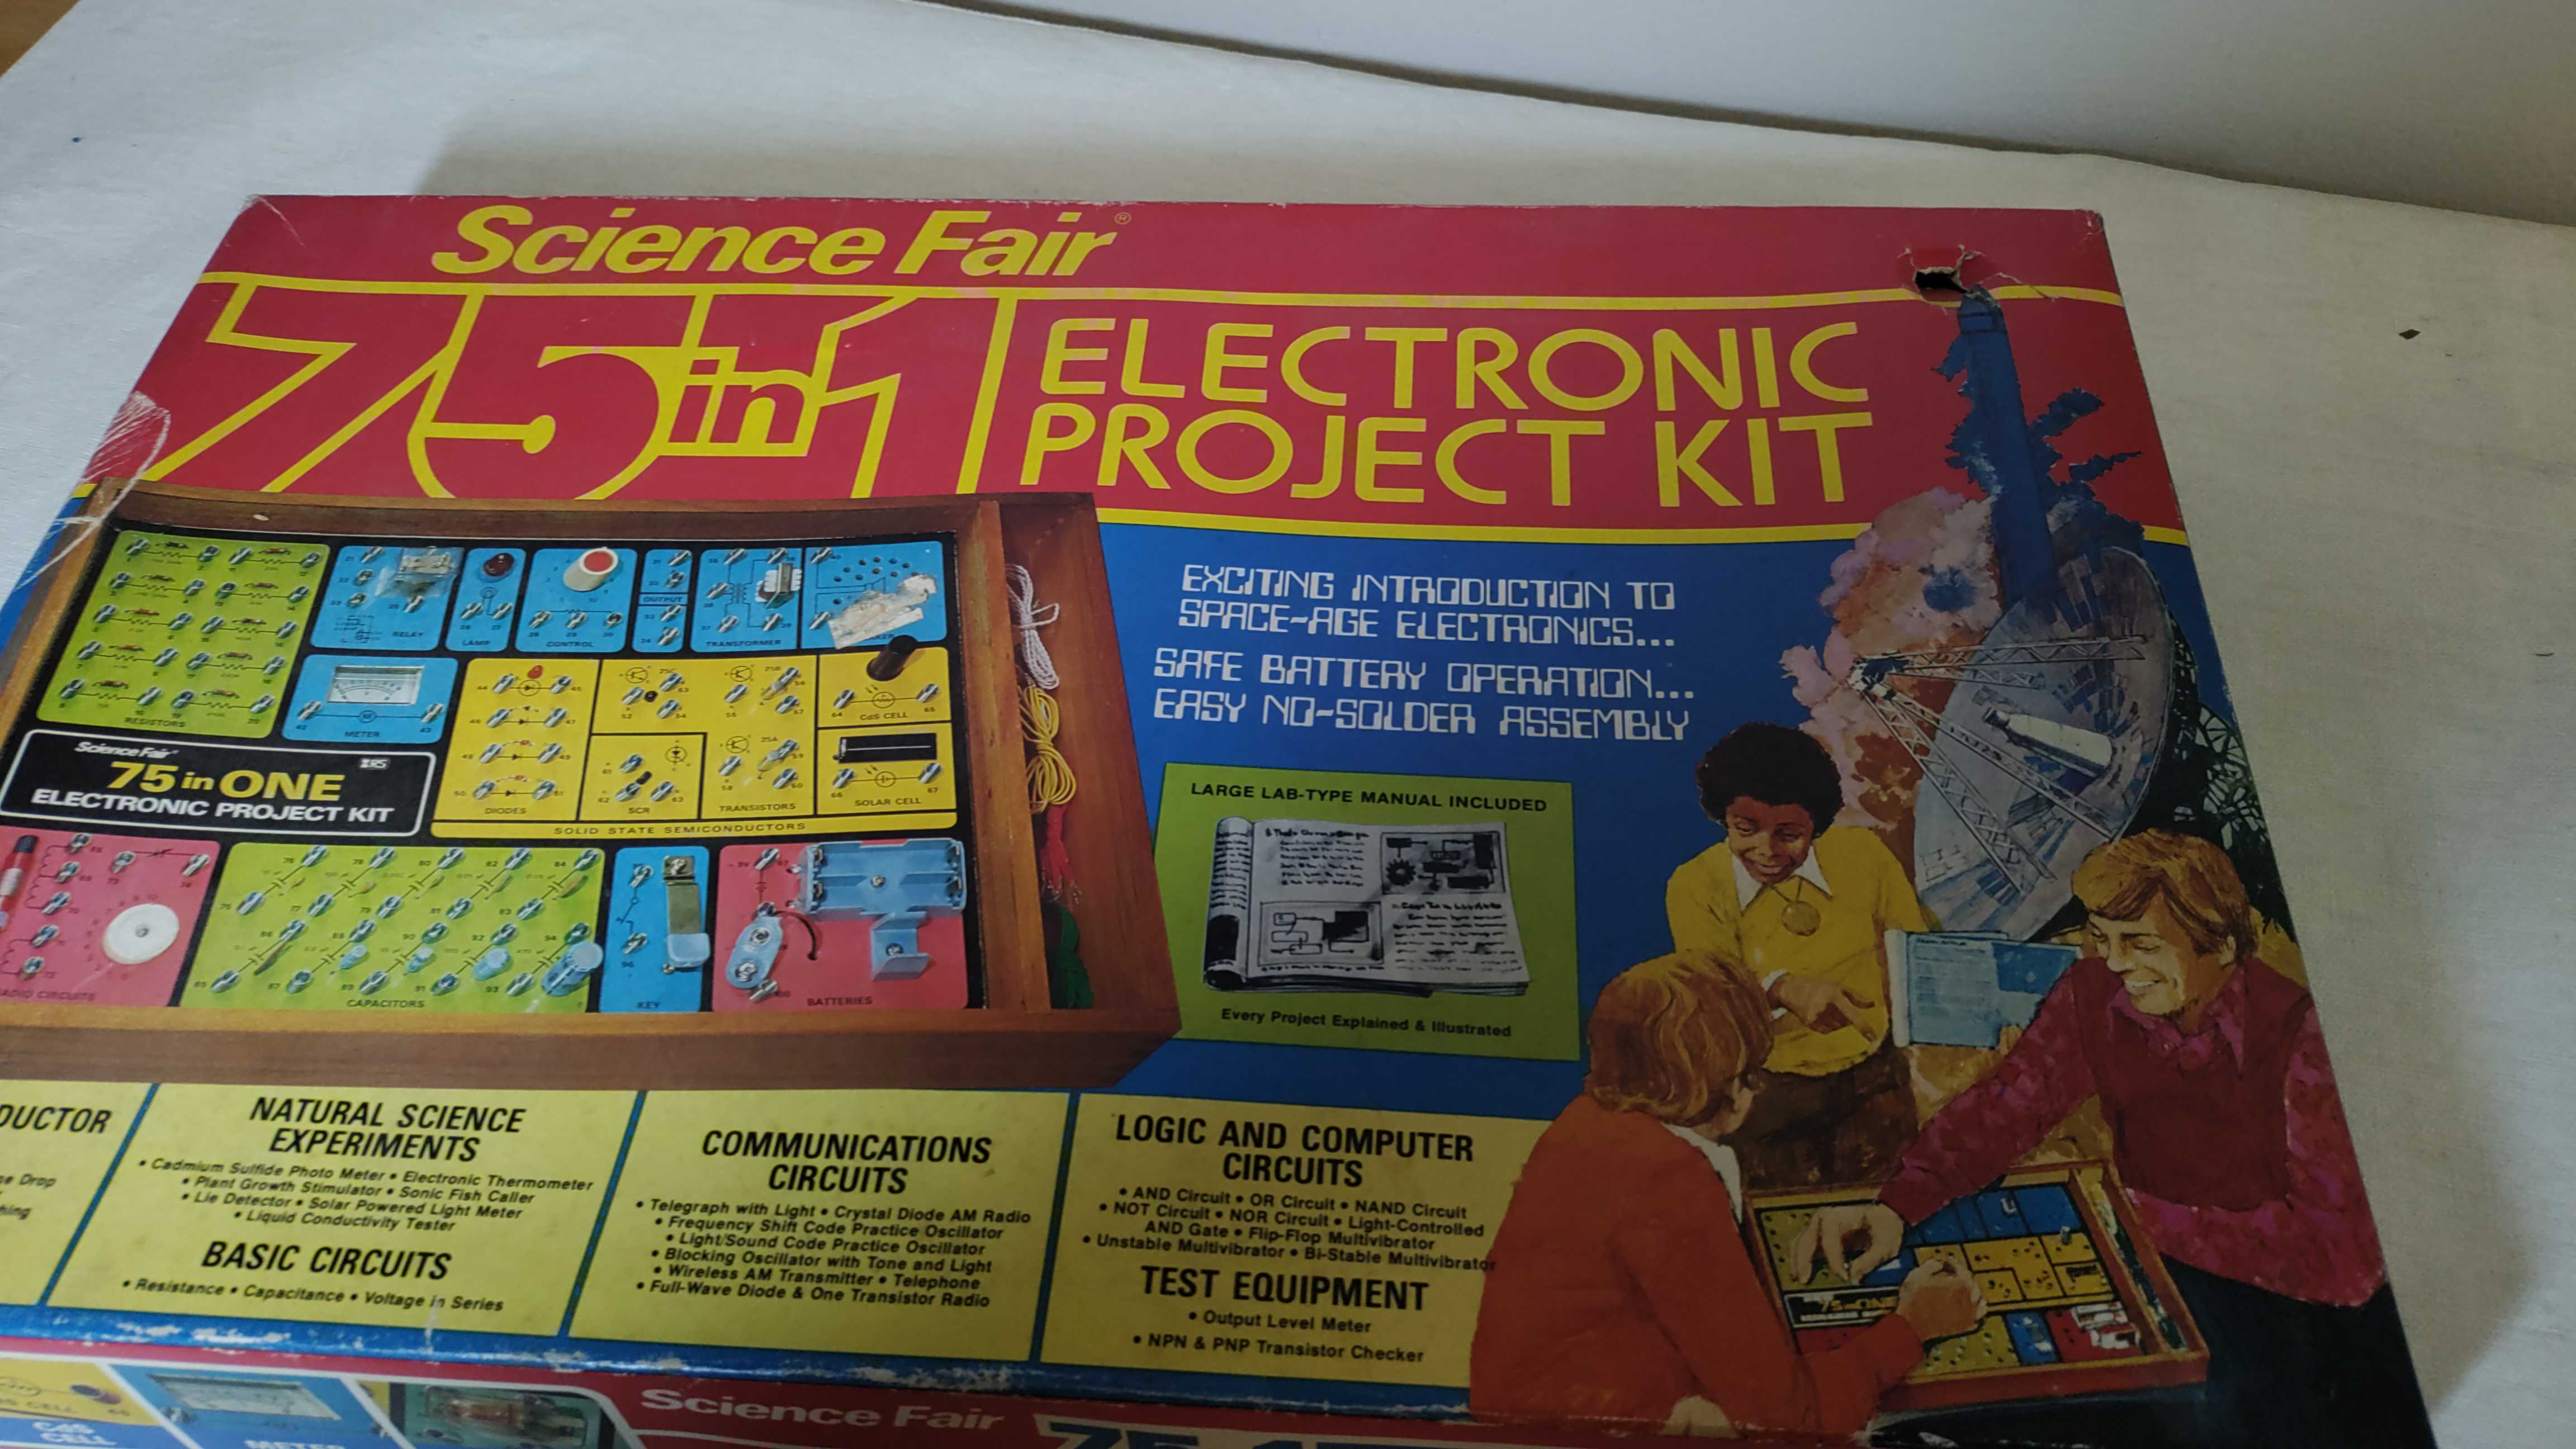 Science Fair®
75 in 1
ELECTRONIC
PROJECT KIT
EXCITING INTRODUCTION TO
SPACE-AGE ELECTRONICS...
SAFE BATTERY OPERATION...
EASY NO-SOLDER ASSEMBLY
LARGE LAB-TYPE MANUAL INCLUDED
Every Project Explained & Illustrated
RESISTORS
RELAY
LAMP
CONTROL
OUTPUT
TRANSFORMER
METER
DIODES
SCR
TRANSISTORS
CdS CELL
SOLAR CELL
SOLID STATE SEMICONDUCTORS
Science Fair
75 in ONE
ELECTRONIC PROJECT KIT
CIRCUITS
CAPACITORS
KEY
BATTERIES
DUCTOR
Drop
NATURAL SCIENCE
EXPERIMENTS
• Cadmium Sulfide Photo Meter • Electronic Thermometer
• Plant Growth Stimulator • Sonic Fish Caller
• Lie Detector • Solar Powered Light Meter
• Liquid Conductivity Tester
BASIC CIRCUITS
• Resistance • Capacitance • Voltage in Series
COMMUNICATIONS
CIRCUITS
• Telegraph with Light • Crystal Diode AM Radio
• Frequency Shift Code Practice Oscillator
• Light/Sound Code Practice Oscillator
• Blocking Oscillator with Tone and Light
• Wireless AM Transmitter • Telephone
• Full-Wave Diode & One Transistor Radio
LOGIC AND COMPUTER
CIRCUITS
• AND Circuit • OR Circuit • NAND Circuit
• NOT Circuit • NOR Circuit • Light-Controlled
AND Gate • Flip-Flop Multivibrator
• Unstable Multivibrator • Bi-Stable Multivibrator
TEST EQUIPMENT
• Output Level Meter
• NPN & PNP Transistor Checker
75 in ONE
CdS
CELL
METER
Science Fair